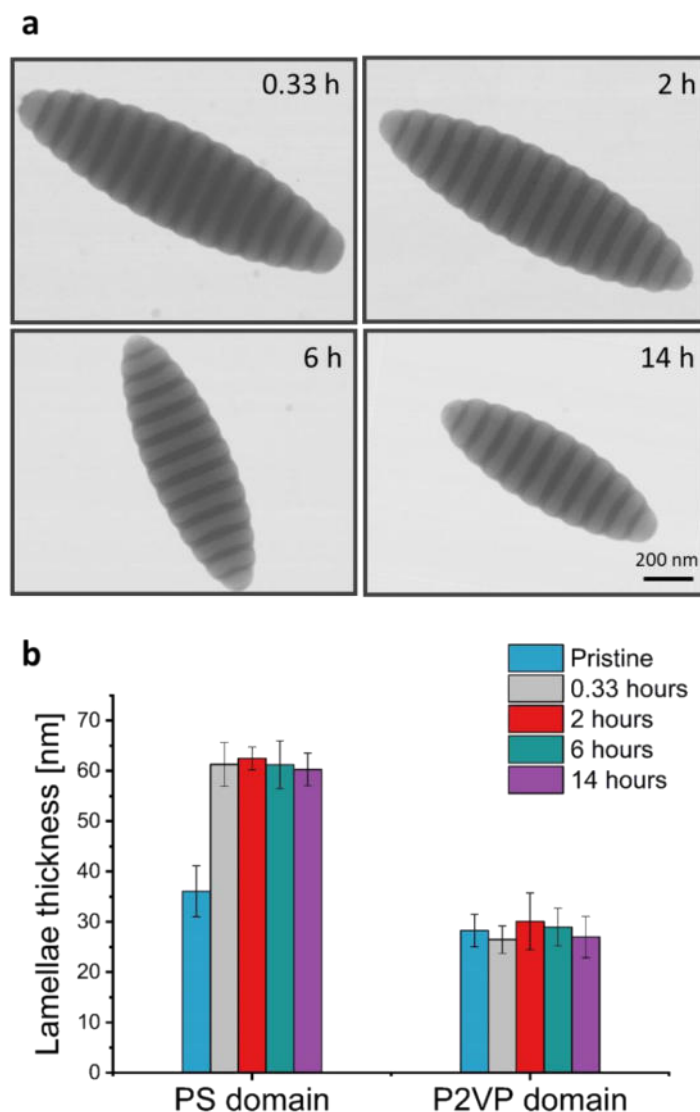 a
0.33 h
2 h
6 h
14 h
200 nm
b
Pristine
0.33 hours
2 hours
6 hours
14 hours
Lamellae thickness [nm]
70
60
50
40
30
20
10
0
PS domain
P2VP domain